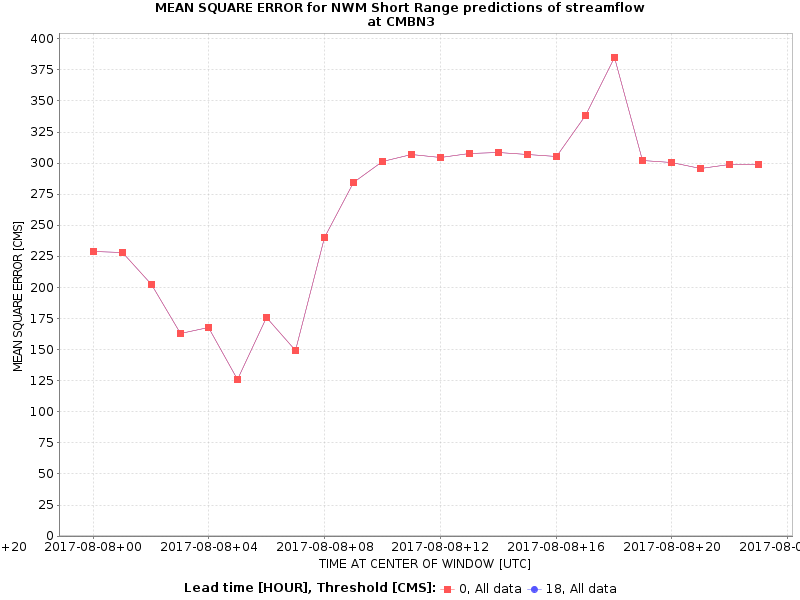 MEAN SQUARE ERROR for NWM Short Range predictions of streamflow
at CMBN3
MEAN SQUARE ERROR [CMS]
400
375
350
325
300
275
250
225
200
175
150
125
100
75
50
25
0
+20 2017-08-08+00 2017-08-08+04 2017-08-08+08 2017-08-08+12 2017-08-08+16 2017-08-08+20 2017-08-0
TIME AT CENTER OF WINDOW [UTC]
Lead time [HOUR], Threshold [CMS]: 0, All data 18, All data